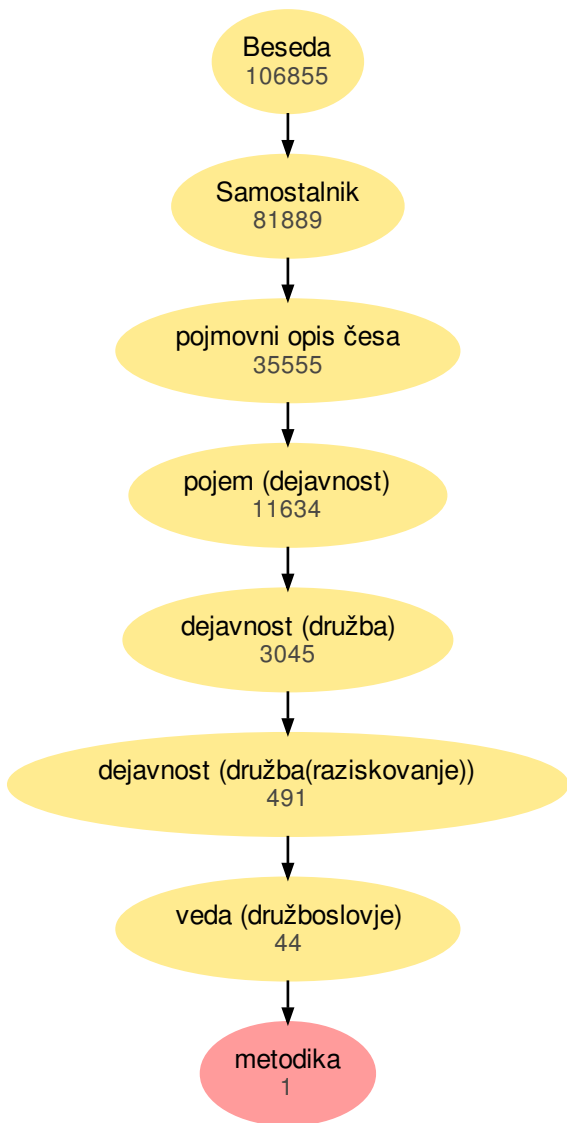 Beseda
106855
Samostalnik
81889
pojmovni opis česa
35555
pojem (dejavnost)
11634
dejavnost (družba)
3045
dejavnost (družba(raziskovanje))
491
veda (družboslovje)
44
metodika
1